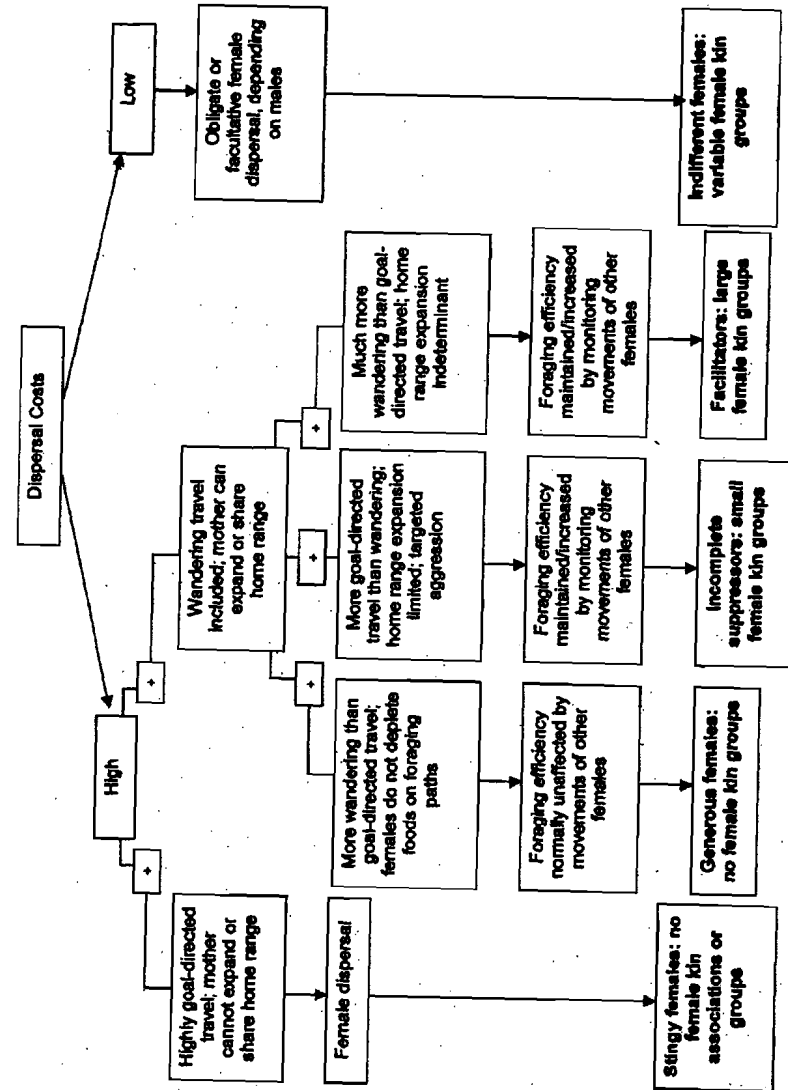 Dispersal Costs
High
Low
+
+
Highly goal-directed
travel; mother
cannot expand or
share home range
Wandering travel
included; mother can
expand or share
home range
Obligate or
facultative female
dispersal, depending
on males
+
+
+
Female dispersal
More wandering than
goal-directed travel;
females do not deplete
foods on foraging
paths
More goal-directed
travel than wandering;
home range expansion
limited; targeted
aggression
Much more
wandering than goal-
directed travel; home
range expansion
indeterminant
Foraging efficiency
normally unaffected by
movements of other
females
Foraging efficiency
maintained/increased
by monitoring
movements of other
females
Foraging efficiency
maintained/increased
by monitoring
movements of other
females
Stingy females: no
female kin
associations or
groups
Generous females:
no female kin groups
Incomplete
suppressors: small
female kin groups
Facilitators: large
female kin groups
Indifferent females:
variable female kin
groups